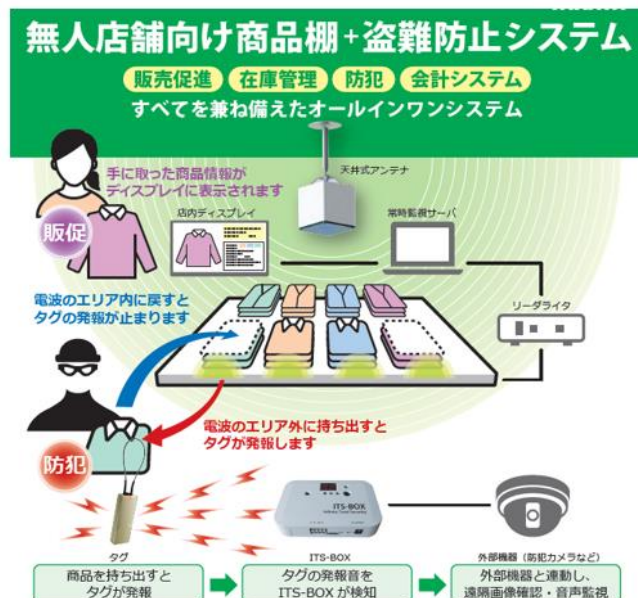 無人店舗向け商品棚+盗難防止システム
販売促進 在庫管理 防犯 会計システム
すべてを兼ね備えたオールインワンシステム
天井式アンテナ
手に取った商品情報が
ディスプレイに表示されます
販促
店内ディスプレイ
常時監視サーバ
リーダライタ
電波のエリア内に戻すと
タグの発報が止まります
電波のエリア外に持ち出すと
タグが発報します
防犯
ITS-BOX
タグ
ITS-BOX
外部機器(防犯カメラなど)
商品を持ち出すと
タグが発報
タグの発報音を
ITS-BOXが検知
外部機器と連動し、
遠隔画像確認・音声監視